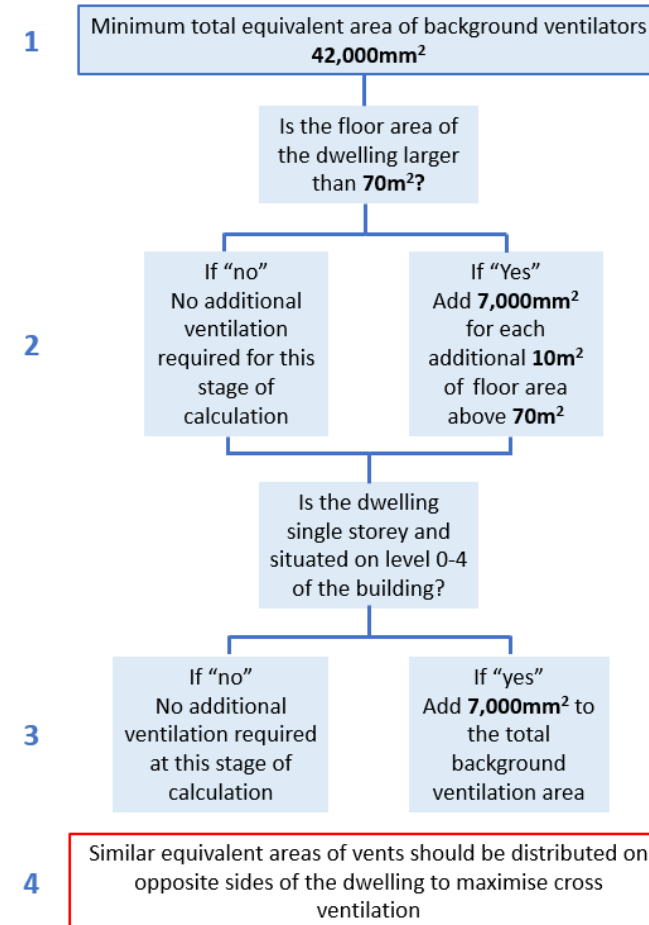 1
Minimum total equivalent area of background ventilators
42,000mm²
Is the floor area of
the dwelling larger
than 70m²?
2
If “no”
No additional
ventilation
required for this
stage of
calculation
If “Yes”
Add 7,000mm²
for each
additional 10m²
of floor area
above 70m²
Is the dwelling
single storey and
situated on level 0-4
of the building?
3
If “no”
No additional
ventilation required
at this stage of
calculation
If “yes”
Add 7,000mm² to
the total
background
ventilation area
4
Similar equivalent areas of vents should be distributed on
opposite sides of the dwelling to maximise cross
ventilation